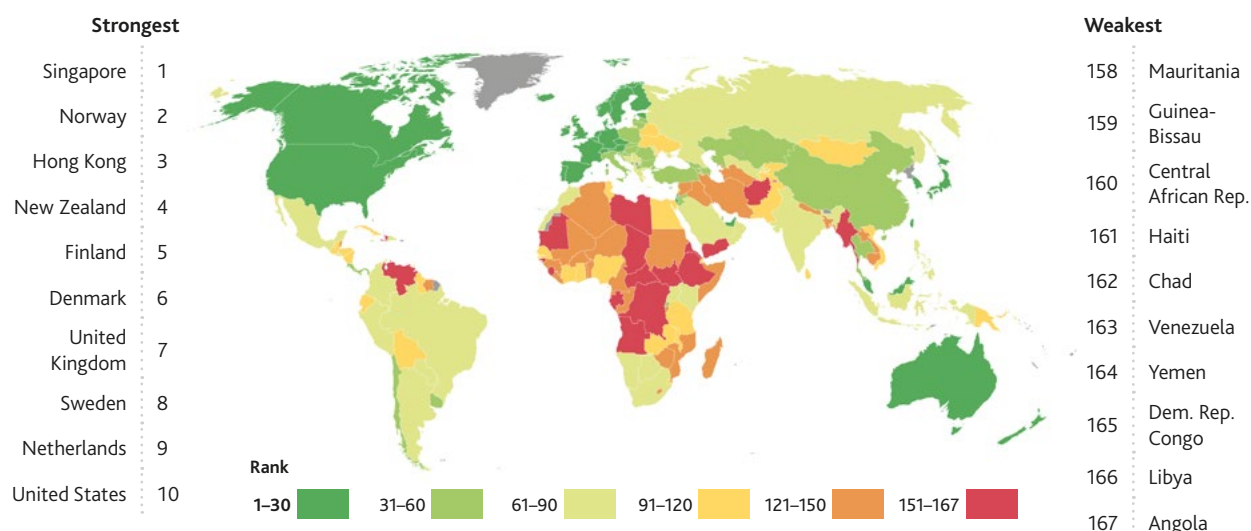 Strongest
Singapore 1
Norway 2
Hong Kong 3
New Zealand 4
Finland 5
Denmark 6
United
Kingdom 7
Sweden 8
Netherlands 9
United States 10
Rank
1–30 31–60 61–90 91–120 121–150 151–167
Weakest
158 Mauritania
159 Guinea-
Bissau
160 Central
African Rep.
161 Haiti
162 Chad
163 Venezuela
164 Yemen
165 Dem. Rep.
Congo
166 Libya
167 Angola